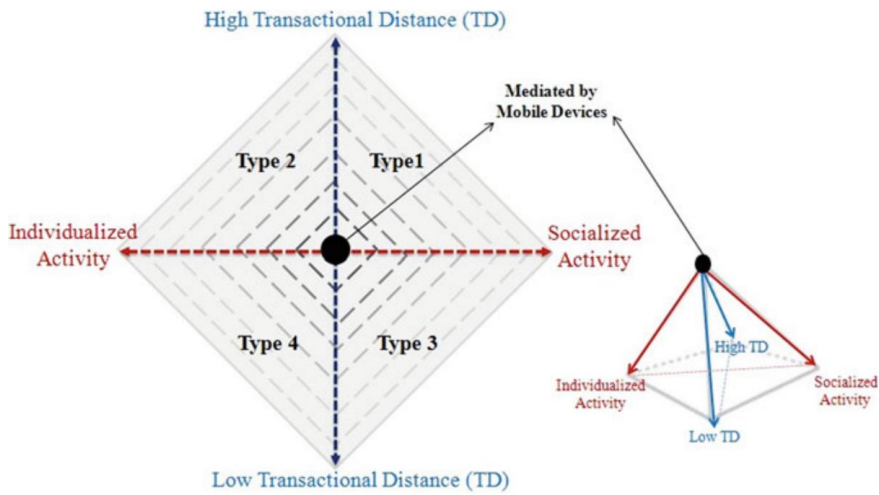 High Transactional Distance (TD)
Mediated by
Mobile Devices
Type 2
Type1
Individualized
Activity
Socialized
Activity
Type 4
Type 3
High TD
Individualized
Activity
Socialized
Activity
Low TD
Low Transactional Distance (TD)